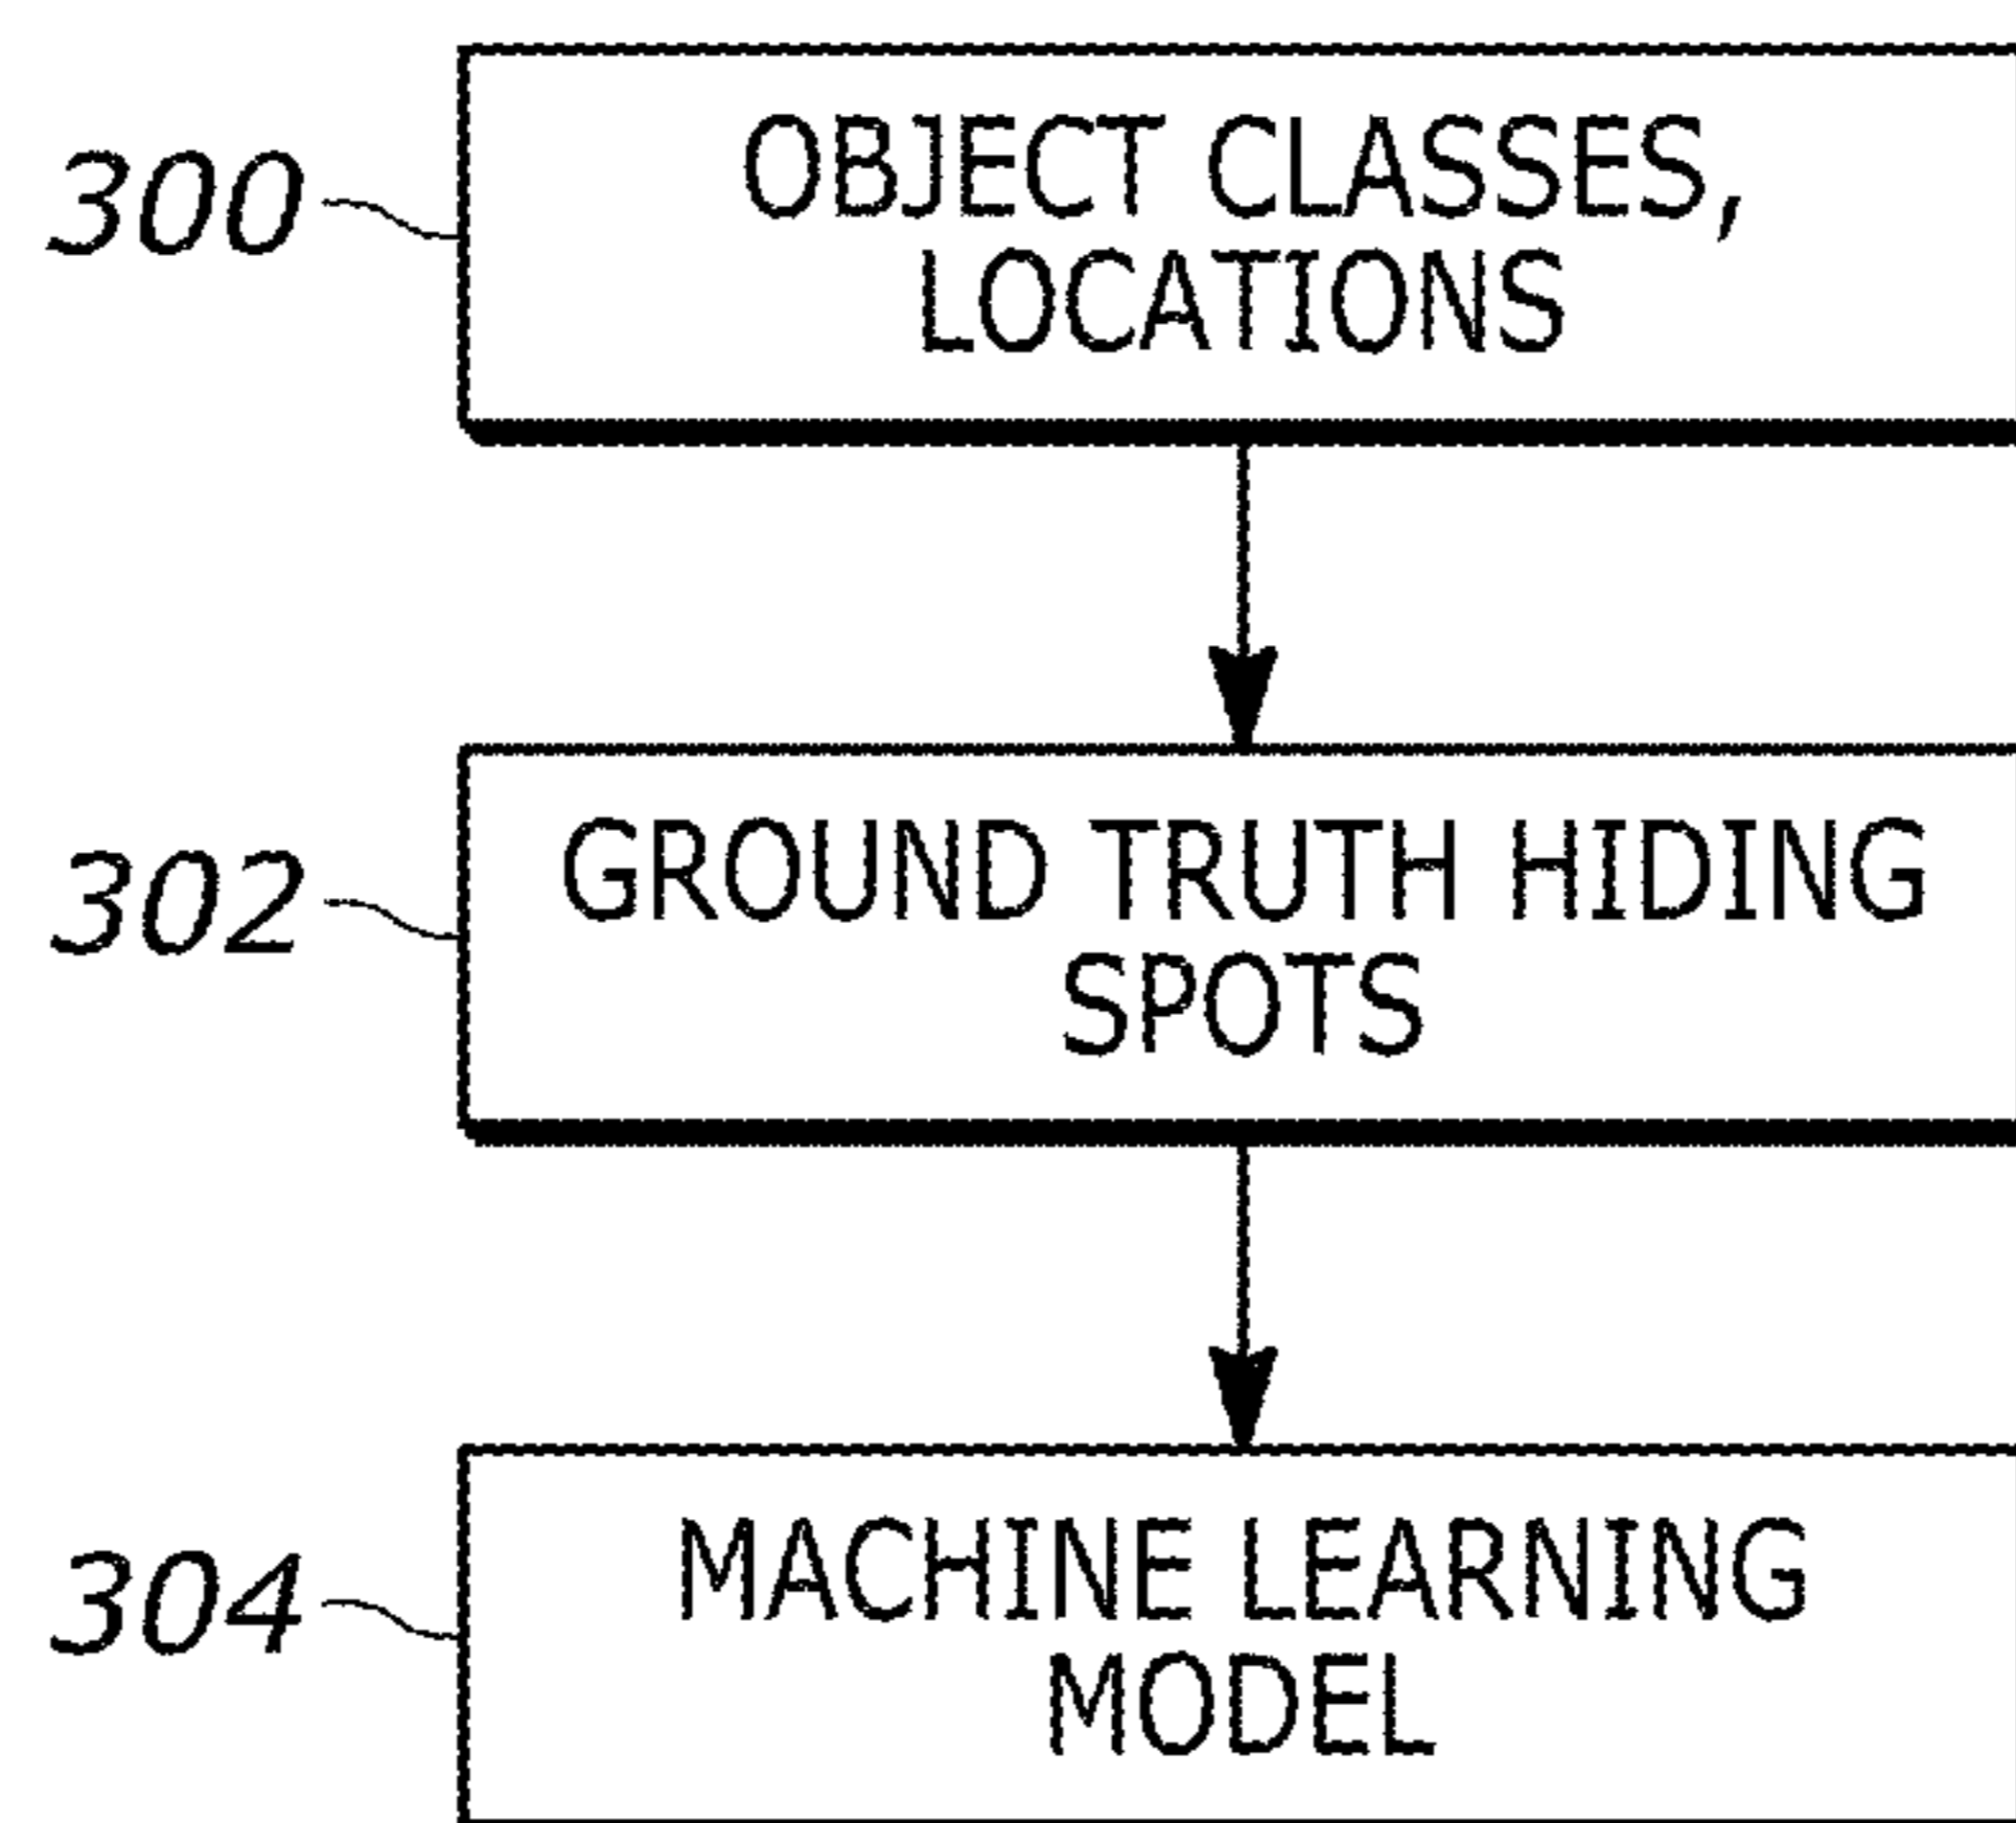 300
OBJECT CLASSES,
LOCATIONS
302
GROUND TRUTH HIDING
SPOTS
304
MACHINE LEARNING
MODEL